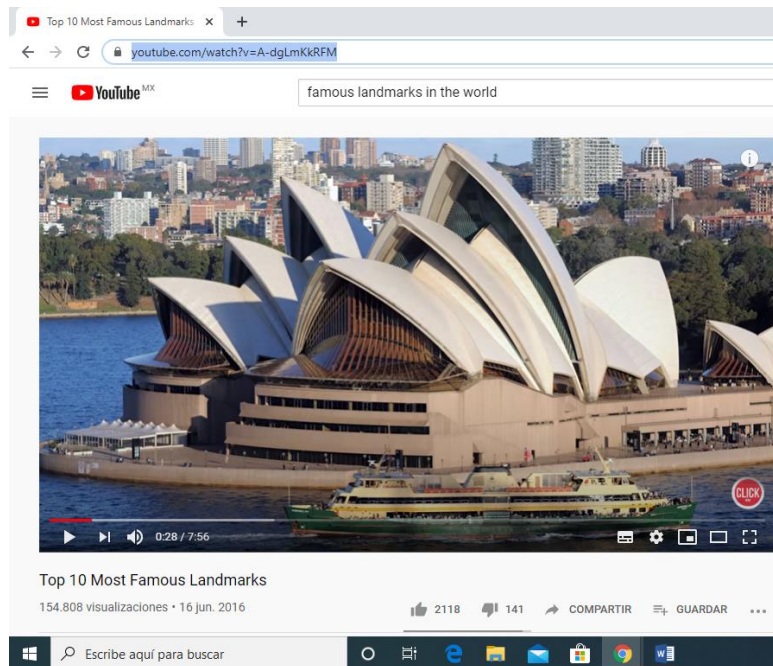 Top 10 Most Famous Landmarks
youtube.com/watch?v=A-dgLmKkRFM
YouTube MX
famous landmarks in the world
CLICK
0:28 / 7:56
Top 10 Most Famous Landmarks
154.808 visualizaciones • 16 jun. 2016
2118 141 COMPARTIR GUARDAR
Escribe aquí para buscar